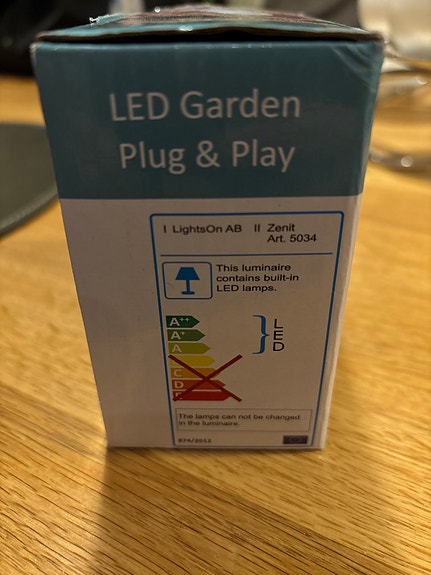 LED Garden
Plug & Play
I LightsOn AB II Zenit
Art. 5034
This luminaire
contains built-in
LED lamps.
A++
A+
A
C
D
L
E
D
The lamps can not be changed
in the luminaire.
874/2012